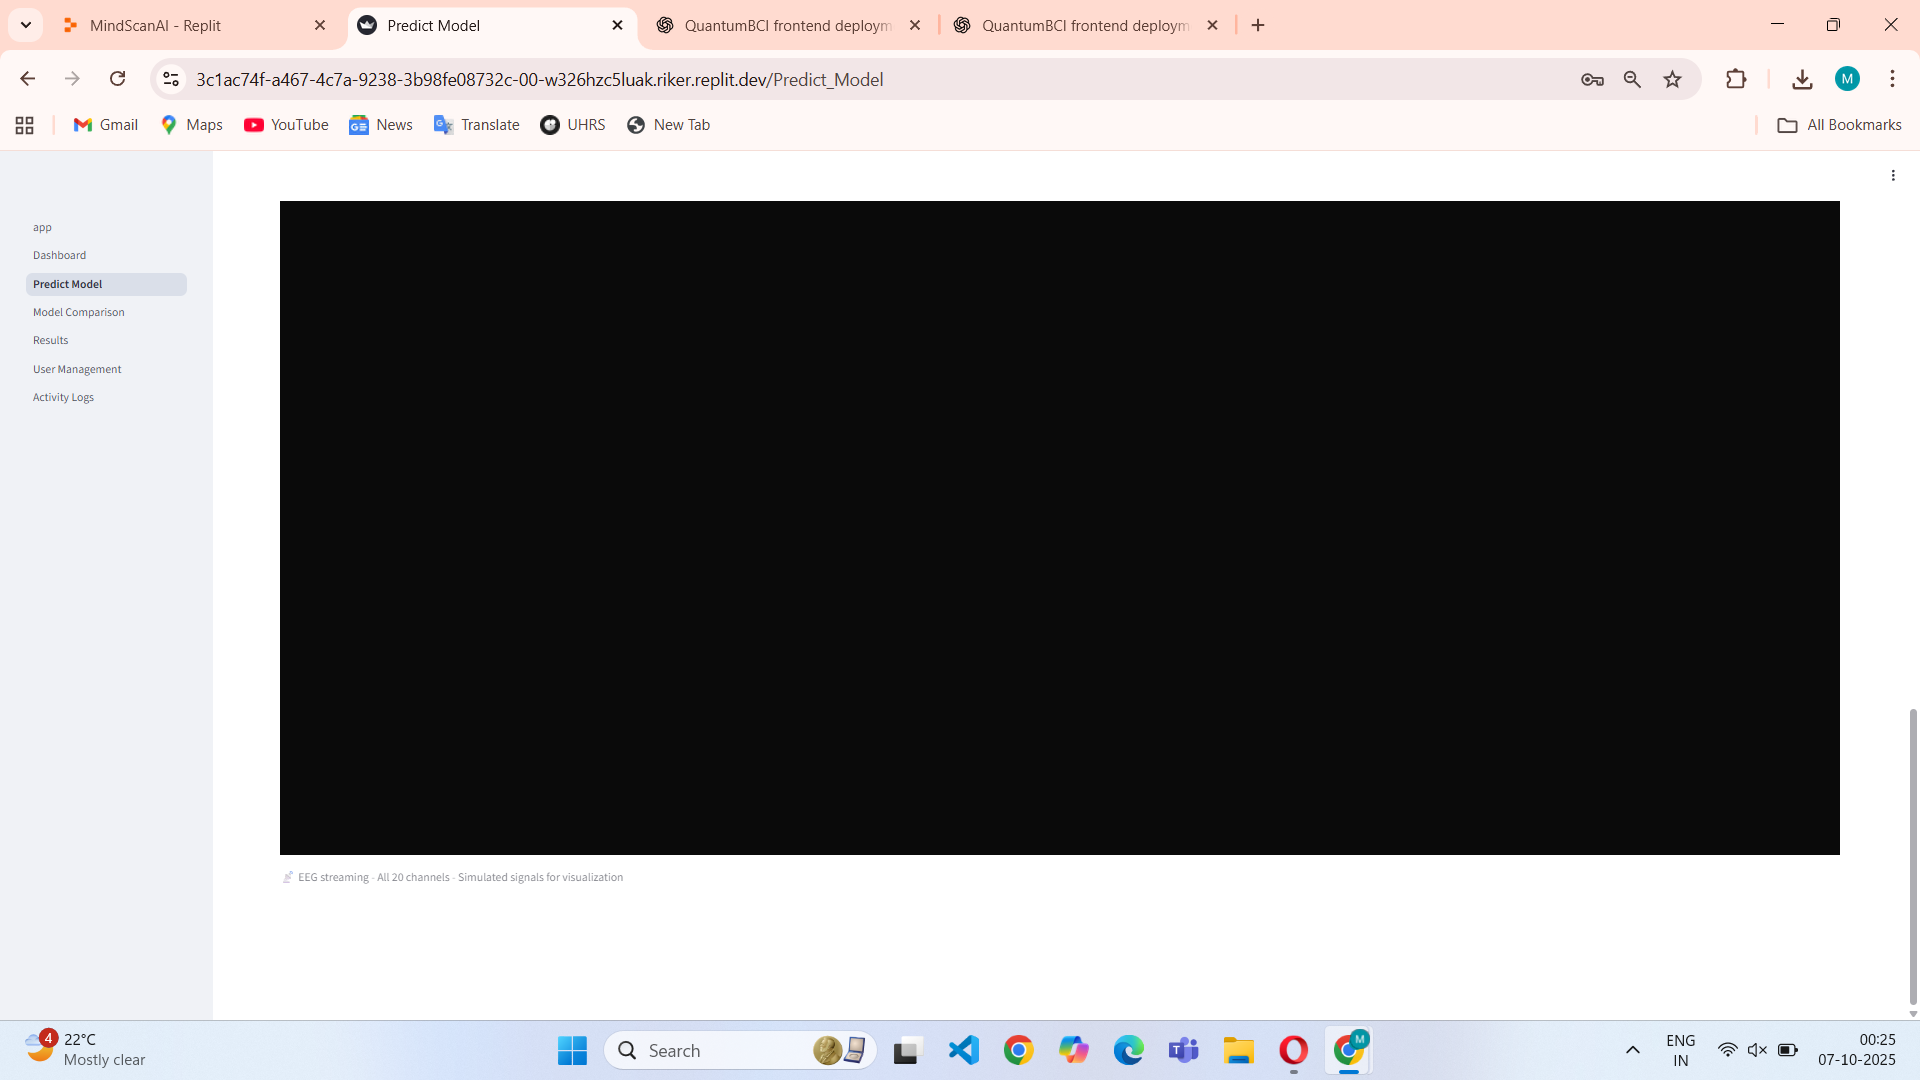 MindScanAI - Replit
Predict Model
QuantumBCI frontend deploym
QuantumBCI frontend deploym
3c1ac74f-a467-4c7a-9238-3b98fe08732c-00-w326hzc5luak.riker.replit.dev/Predict_Model
M
Gmail
Maps
YouTube
News
Translate
UHRS
New Tab
All Bookmarks
app
Dashboard
Predict Model
Model Comparison
Results
User Management
Activity Logs
EEG streaming - All 20 channels - Simulated signals for visualization
4
22°C
Mostly clear
Search
M
ENG
IN
00:25
07-10-2025